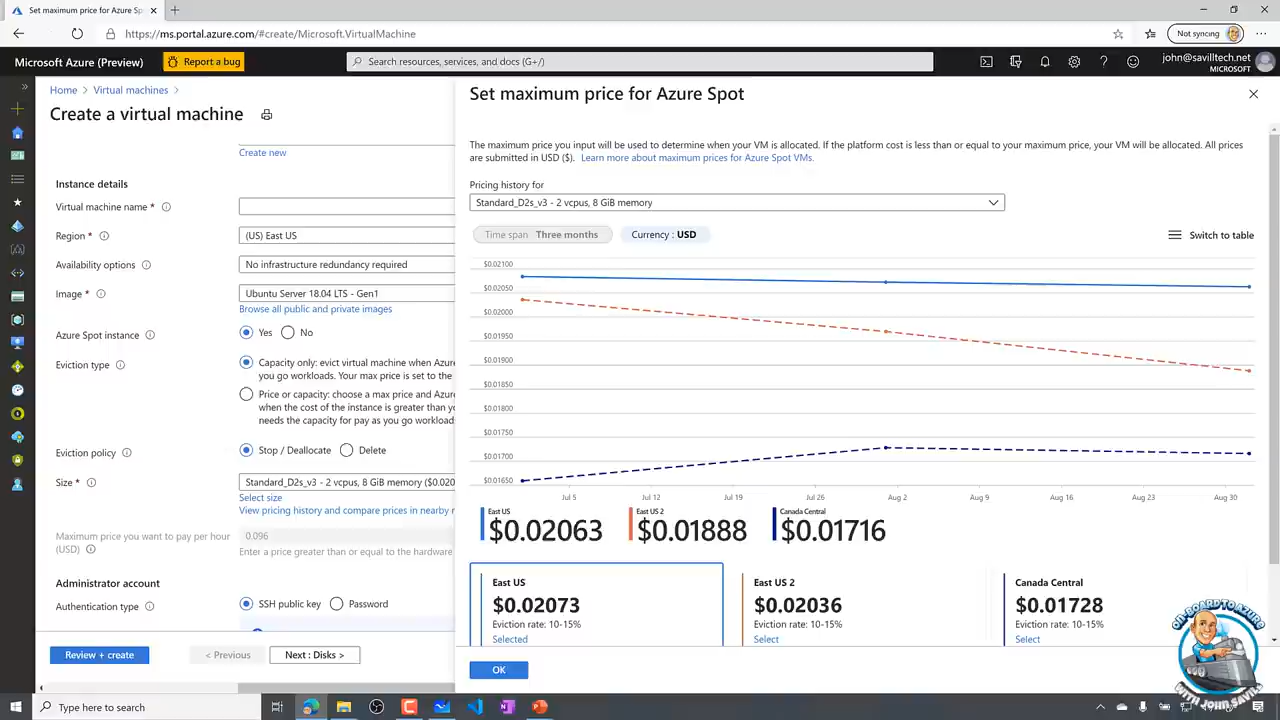 Set maximum price for Azure Sp
https://ms.portal.azure.com/#create/Microsoft.VirtualMachine
Not syncing
Microsoft Azure (Preview)
Report a bug
Search resources, services, and docs (G+/)
john@savilltech.net
MICROSOFT
Home > Virtual machines >
Create a virtual machine
Create new
Instance details
Virtual machine name *
Region *
(US) East US
Availability options
No infrastructure redundancy required
Image *
Ubuntu Server 18.04 LTS - Gen1
Browse all public and private images
Azure Spot instance
Yes
No
Eviction type
Capacity only: evict virtual machine when Azure
you go workloads. Your max price is set to the
Price or capacity: choose a max price and Azure
when the cost of the instance is greater than yo
needs the capacity for pay as you go workloads
Eviction policy
Stop / Deallocate
Delete
Size *
Standard_D2s_v3 - 2 vcpus, 8 GiB memory ($0.020
Select size
View pricing history and compare prices in nearby r
Maximum price you want to pay per hour
(USD)
0.096
Enter a price greater than or equal to the hardware
Administrator account
Authentication type
SSH public key
Password
Review + create
< Previous
Next : Disks >
Set maximum price for Azure Spot
The maximum price you input will be used to determine when your VM is allocated. If the platform cost is less than or equal to your maximum price, your VM will be allocated. All prices
are submitted in USD ($). Learn more about maximum prices for Azure Spot VMs.
Pricing history for
Standard_D2s_v3 - 2 vcpus, 8 GiB memory
Time span Three months
Currency : USD
Switch to table
$0.02100
$0.02050
$0.02000
$0.01950
$0.01900
$0.01850
$0.01800
$0.01750
$0.01700
$0.01650
Jul 5
Jul 12
Jul 19
Jul 26
Aug 2
Aug 9
Aug 16
Aug 23
Aug 30
East US
$0.02063
East US 2
$0.01888
Canada Central
$0.01716
East US
$0.02073
Eviction rate: 10-15%
Selected
East US 2
$0.02036
Eviction rate: 10-15%
Select
Canada Central
$0.01728
Eviction rate: 10-15%
Select
OK
ONBOARD TO AZURE
WITH JOHN SAVILL
Type here to search